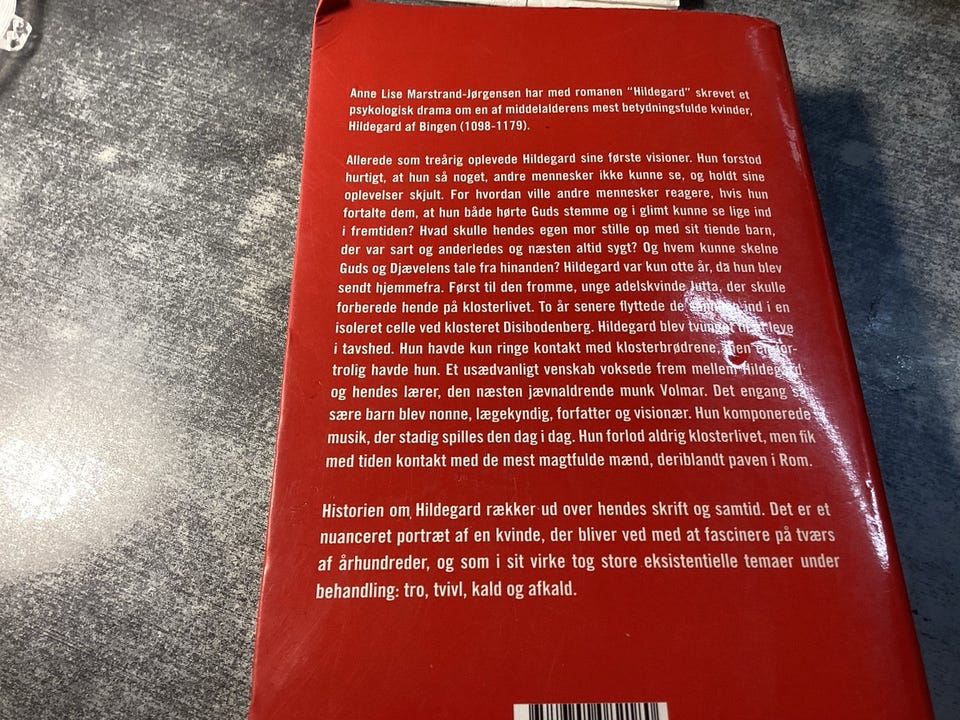 Anne Lise Marstrand-Jørgensen har med romanen "Hildegard" skrevet et
psykologisk drama om en af middelalderens mest betydningsfulde kvinder,
Hildegard af Bingen (1098-1179).
Allerede som treårig oplevede Hildegard sine første visioner. Hun forstod
hurtigt, at hun så noget, andre mennesker ikke kunne se, og holdt sine
oplevelser skjult. For hvordan ville andre mennesker reagere, hvis hun
fortalte dem, at hun både hørte Guds stemme og i glimt kunne se lige ind
i fremtiden? Hvad skulle hendes egen mor stille op med sit tiende barn,
der var sart og anderledes og næsten altid sygt? Og hvem kunne skelne
Guds og Djævelens tale fra hinanden? Hildegard var kun otte år, da hun blev
sendt hjemmefra. Først til den fromme, unge adelskvinde Jutta, der skulle
forberede hende på klosterlivet. To år senere flyttede de sammen ind i en
isoleret celle ved klosteret Disibodenberg. Hildegard blev tvunget til at leve
i tavshed. Hun havde kun ringe kontakt med klosterbrødrene, men én for-
trolig havde hun. Et usædvanligt venskab voksede frem mellem Hildegard
og hendes lærer, den næsten jævnaldrende munk Volmar. Det engang så
sære barn blev nonne, lægekyndig, forfatter og visionær. Hun komponerede
musik, der stadig spilles den dag i dag. Hun forlod aldrig klosterlivet, men fik
med tiden kontakt med de mest magtfulde mænd, deriblandt paven i Rom.
Historien om Hildegard rækker ud over hendes skrift og samtid. Det er et
nuanceret portræt af en kvinde, der bliver ved med at fascinere på tværs
af århundreder, og som i sit virke tog store eksistentielle temaer under
behandling: tro, tvivl, kald og afkald.